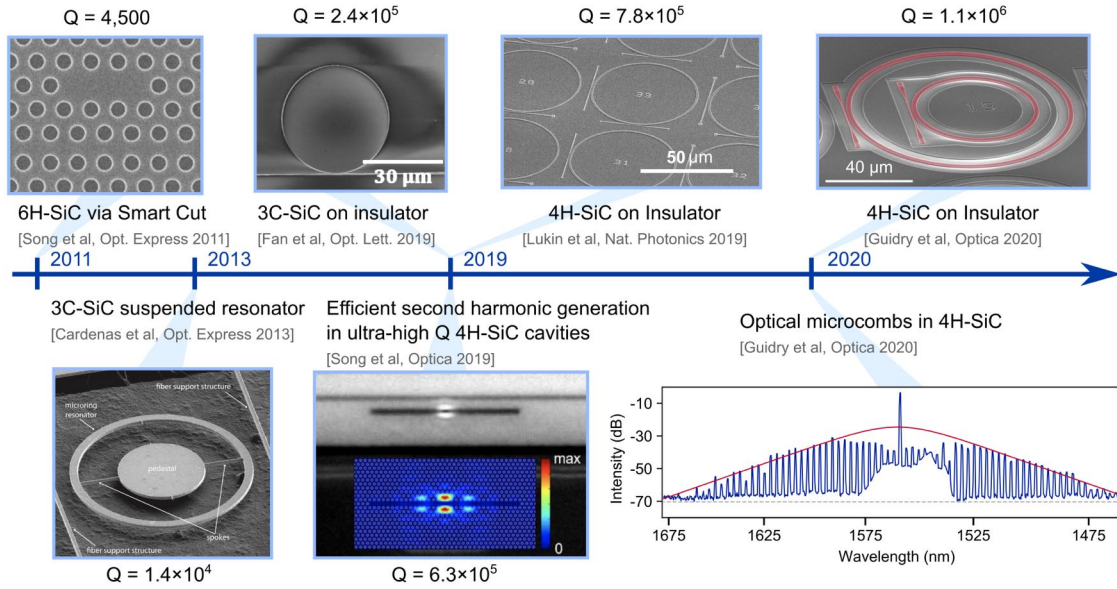 Q = 4,500
Q = 2.4×10⁵
Q = 7.8×10⁵
Q = 1.1×10⁶
30 μm
28
33
31
32
50 μm
13
40 μm
6H-SiC via Smart Cut
[Song et al, Opt. Express 2011]
3C-SiC on insulator
[Fan et al, Opt. Lett. 2019]
4H-SiC on Insulator
[Lukin et al, Nat. Photonics 2019]
4H-SiC on Insulator
[Guidry et al, Optica 2020]
2011
2013
2019
2020
3C-SiC suspended resonator
[Cardenas et al, Opt. Express 2013]
Efficient second harmonic generation
in ultra-high Q 4H-SiC cavities
[Song et al, Optica 2019]
Optical microcombs in 4H-SiC
[Guidry et al, Optica 2020]
fiber support structure
microring
resonator
pedestal
spokes
fiber support structure
Q = 1.4×10⁴
max
0
Q = 6.3×10⁵
Intensity (dB)
-10
-30
-50
-70
1675
1625
1575
1525
1475
Wavelength (nm)